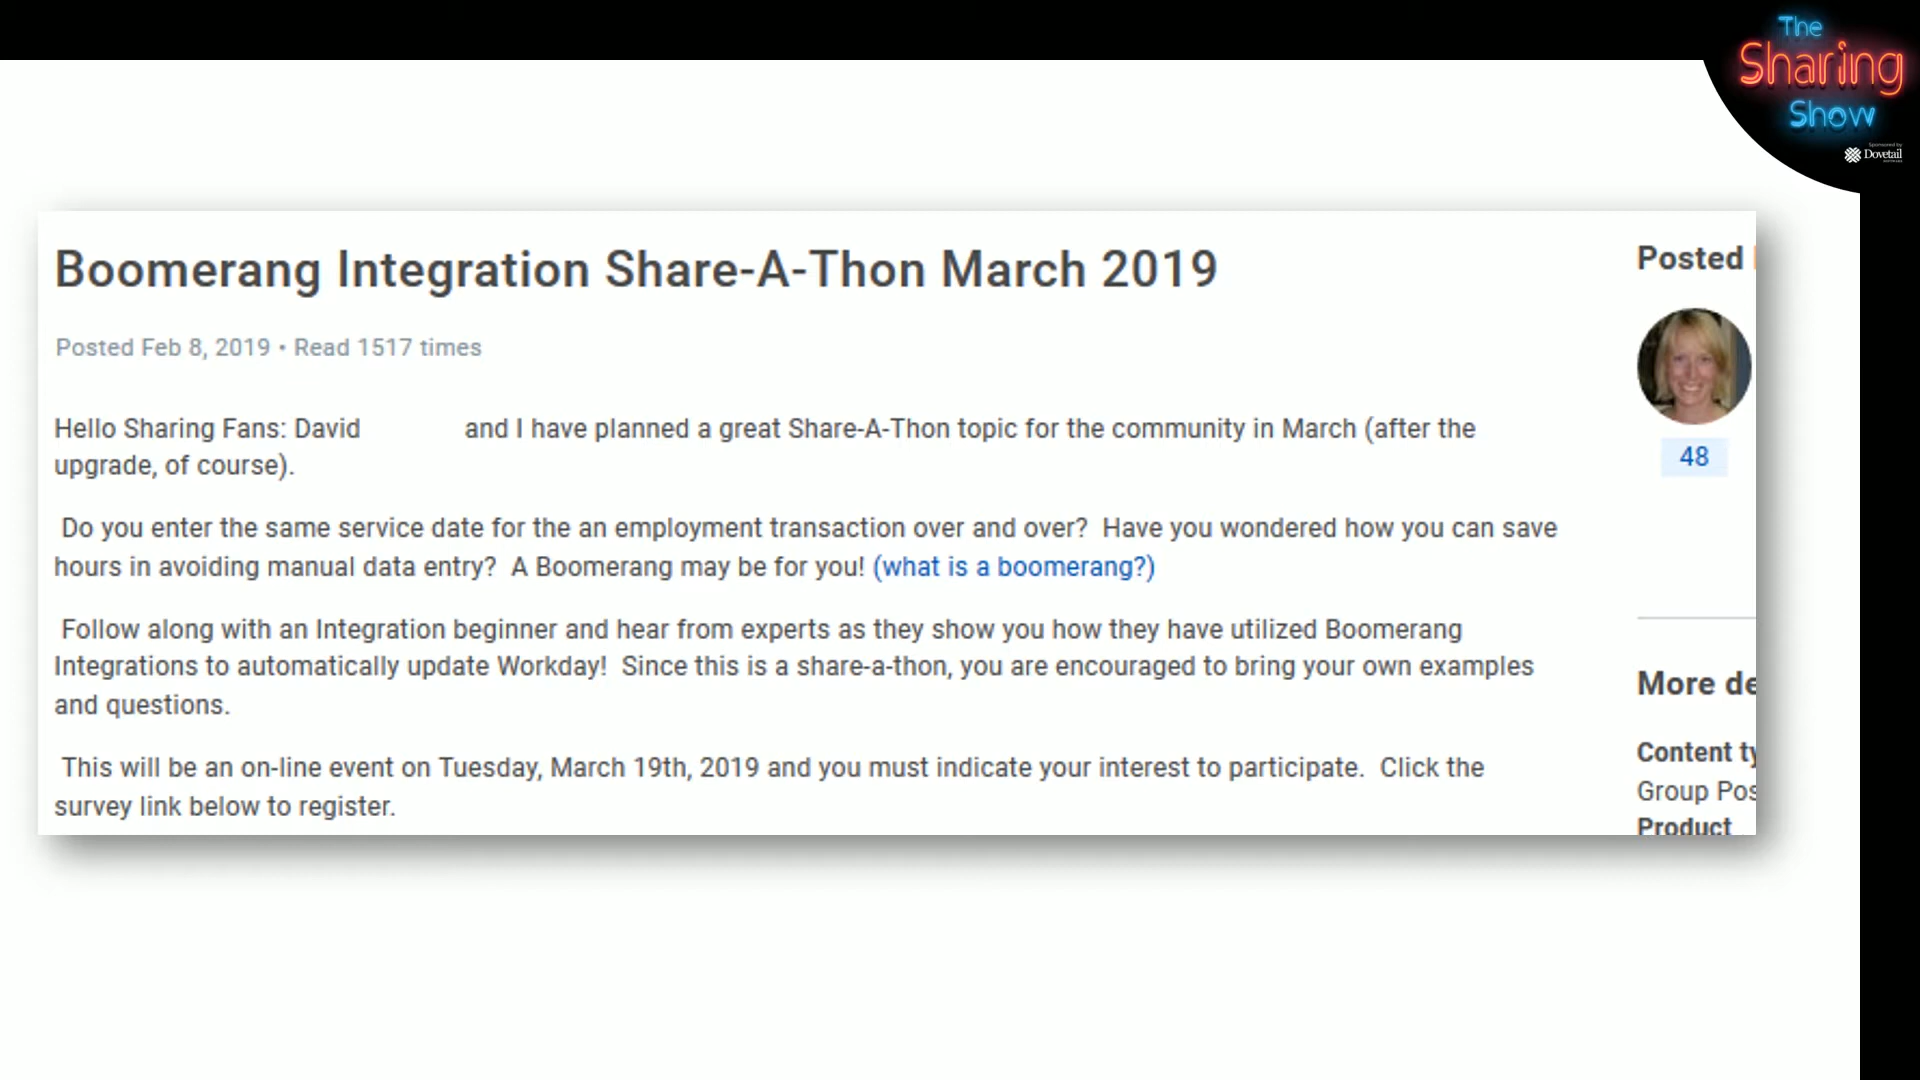 The
Sharing
Show
Sponsored by
Dovetail
Boomerang Integration Share-A-Thon March 2019
Posted Feb 8, 2019 • Read 1517 times
Hello Sharing Fans: David and I have planned a great Share-A-Thon topic for the community in March (after the
upgrade, of course).
Do you enter the same service date for the an employment transaction over and over? Have you wondered how you can save
hours in avoiding manual data entry? A Boomerang may be for you! (what is a boomerang?)
Follow along with an Integration beginner and hear from experts as they show you how they have utilized Boomerang
Integrations to automatically update Workday! Since this is a share-a-thon, you are encouraged to bring your own examples
and questions.
This will be an on-line event on Tuesday, March 19th, 2019 and you must indicate your interest to participate. Click the
survey link below to register.
Posted
48
More de
Content ty
Group Pos
Product